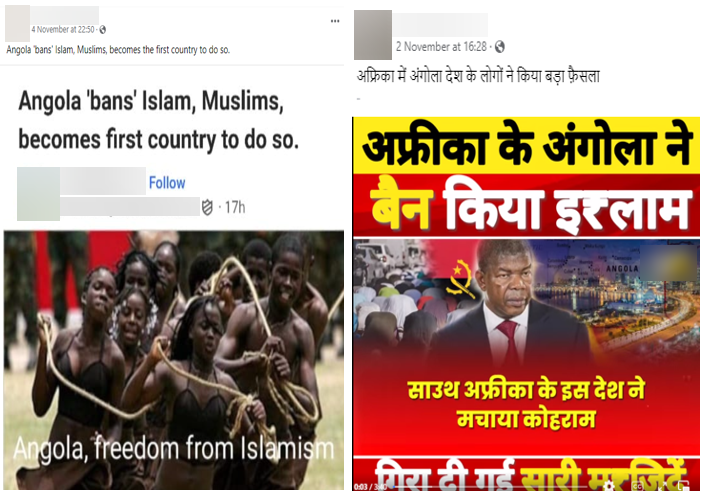 4 November at 22:50 ·
Angola 'bans' Islam, Muslims, becomes the first country to do so.
Angola 'bans' Islam, Muslims,
becomes first country to do so.
Follow
· 17h
Angola, freedom from Islamism
2 November at 16:28 ·
अफ्रिका में अंगोला देश के लोगों ने किया बड़ा फ़ैसला
अफ्रीका के अंगोला ने
बैन किया इस्लाम
ANGOLA
साउथ अफ्रीका के इस देश ने
मचाया कोहराम
गिरा दी गईं सारी मस्जिदें
0:03 / 3:40